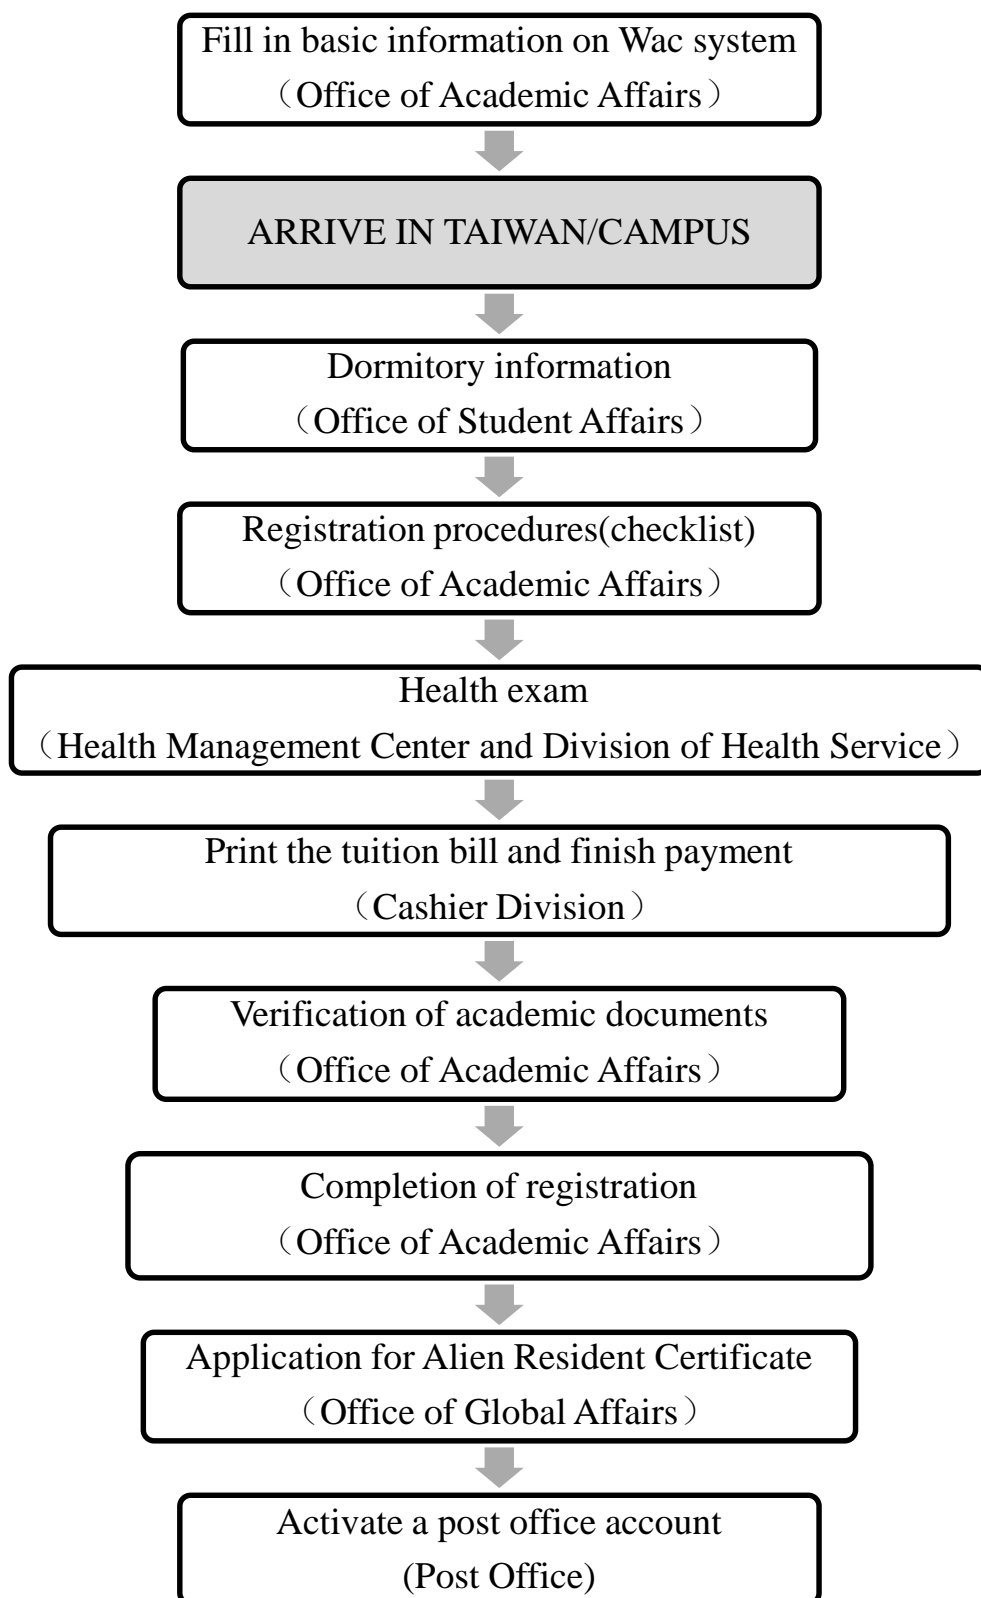 Fill in basic information on Wac system
（Office of Academic Affairs）
ARRIVE IN TAIWAN/CAMPUS
Dormitory information
（Office of Student Affairs）
Registration procedures(checklist)
（Office of Academic Affairs）
Health exam
（Health Management Center and Division of Health Service）
Print the tuition bill and finish payment
（Cashier Division）
Verification of academic documents
（Office of Academic Affairs）
Completion of registration
（Office of Academic Affairs）
Application for Alien Resident Certificate
（Office of Global Affairs）
Activate a post office account
(Post Office)